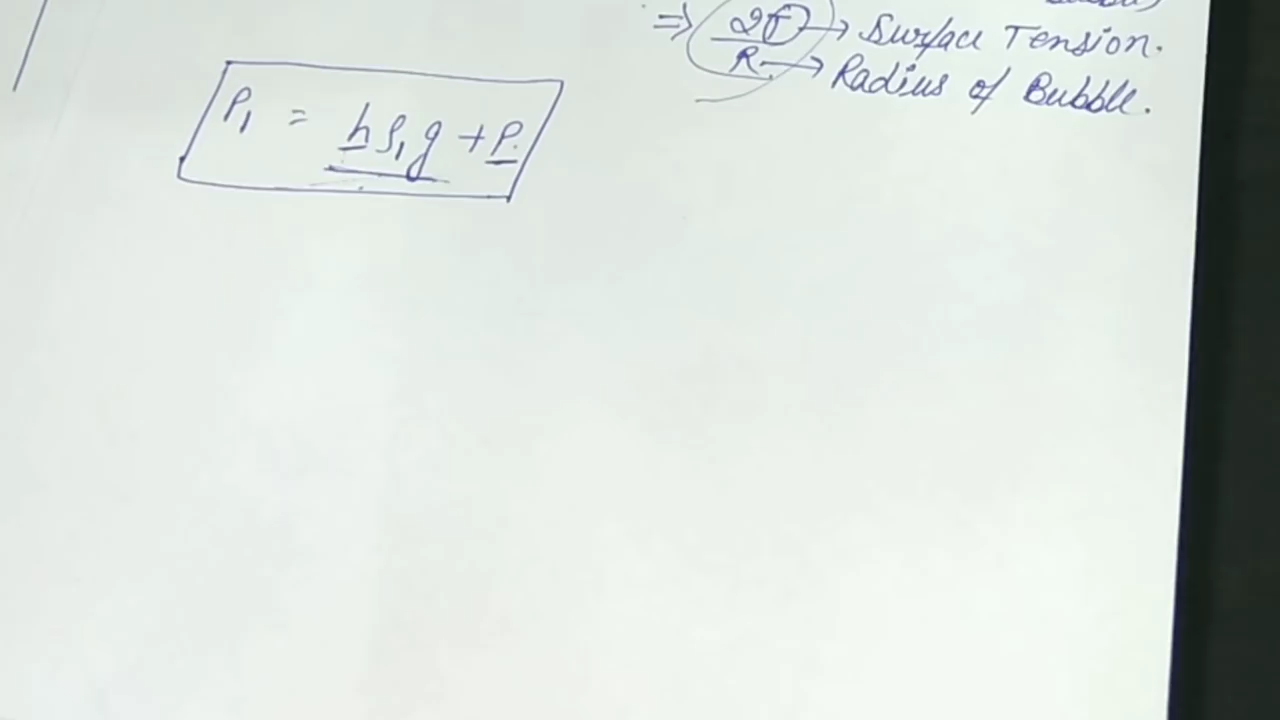 ⇒ 2T/R → Surface Tension.
R → Radius of Bubble.
P₁ = hρ₁g + P.